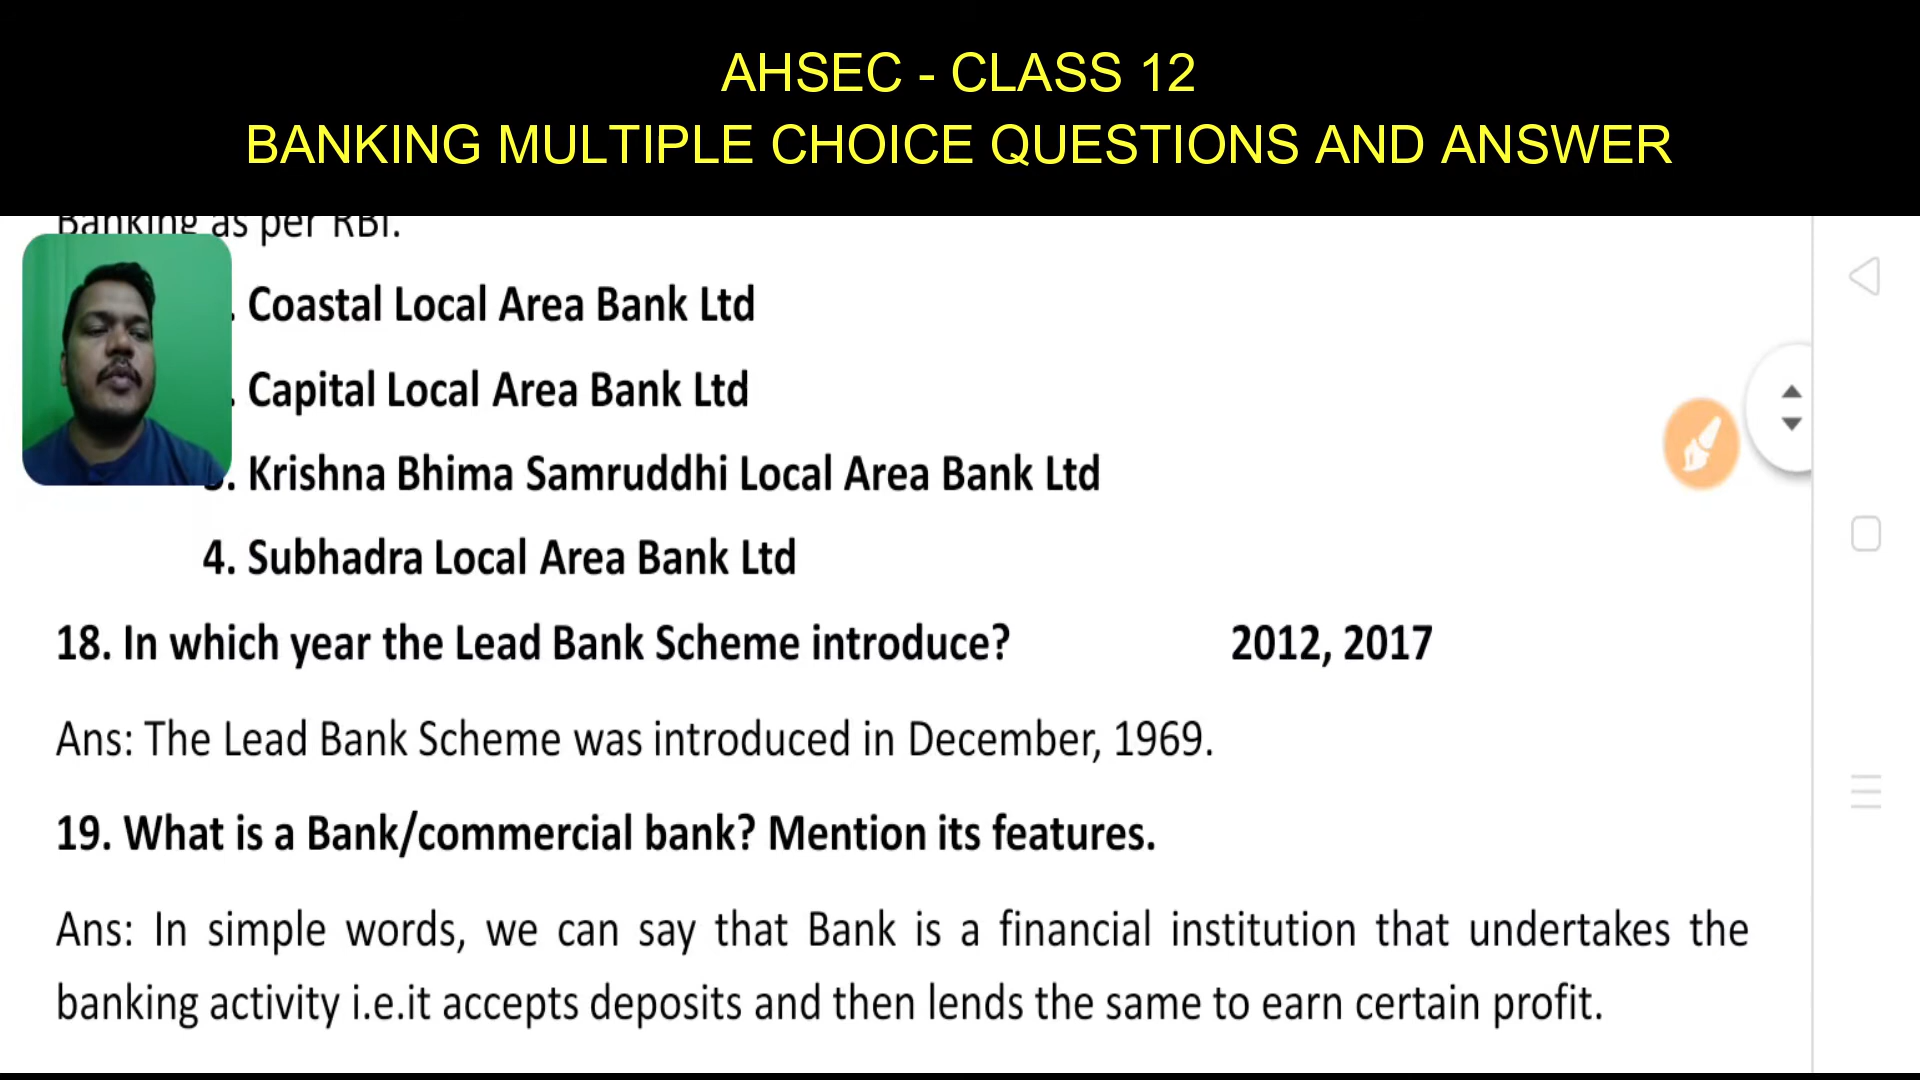 AHSEC - CLASS 12
BANKING MULTIPLE CHOICE QUESTIONS AND ANSWER
Banking as per RBI.
. Coastal Local Area Bank Ltd
. Capital Local Area Bank Ltd
3. Krishna Bhima Samruddhi Local Area Bank Ltd
4. Subhadra Local Area Bank Ltd
18. In which year the Lead Bank Scheme introduce? 2012, 2017
Ans: The Lead Bank Scheme was introduced in December, 1969.
19. What is a Bank/commercial bank? Mention its features.
Ans: In simple words, we can say that Bank is a financial institution that undertakes the
banking activity i.e.it accepts deposits and then lends the same to earn certain profit.